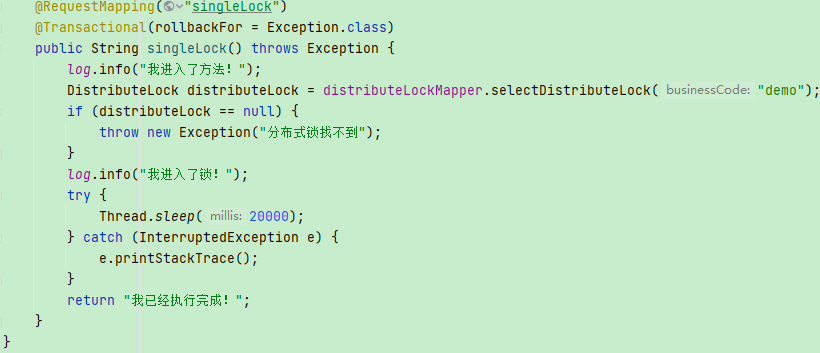 @RequestMapping("singleLock")
@Transactional(rollbackFor = Exception.class)
public String singleLock() throws Exception {
log.info("我进入了方法！");
DistributeLock distributeLock = distributeLockMapper.selectDistributeLock( businessCode: "demo");
if (distributeLock == null) {
throw new Exception("分布式锁找不到");
}
log.info("我进入了锁！");
try {
Thread.sleep( millis: 20000);
} catch (InterruptedException e) {
e.printStackTrace();
}
return "我已经执行完成！";
}
}